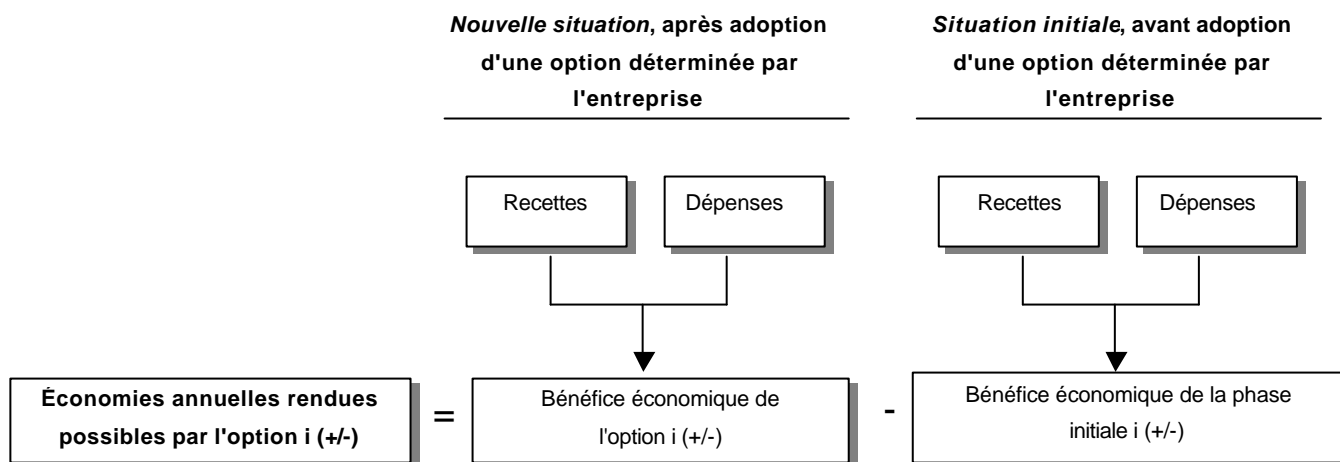 Nouvelle situation, après adoption
d'une option déterminée par
l'entreprise
Situation initiale, avant adoption
d'une option déterminée par
l'entreprise
Recettes
Dépenses
Recettes
Dépenses
Économies annuelles rendues
possibles par l'option i (+/-)
=
Bénéfice économique de
l'option i (+/-)
-
Bénéfice économique de la phase
initiale i (+/-)